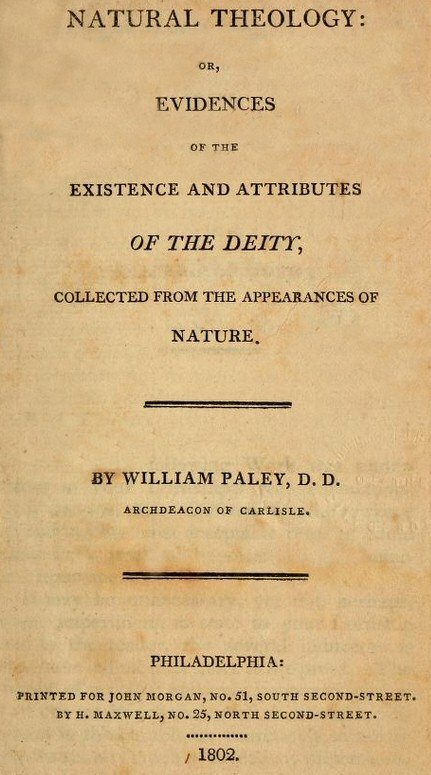 NATURAL THEOLOGY:
OR,
EVIDENCES
OF THE
EXISTENCE AND ATTRIBUTES
OF THE DEITY,
COLLECTED FROM THE APPEARANCES OF
NATURE.
BY WILLIAM PALEY, D. D.
ARCHDEACON OF CARLISLE.
PHILADELPHIA:
PRINTED FOR JOHN MORGAN, NO. 51, SOUTH SECOND-STREET.
BY H. MAXWELL, NO. 25, NORTH SECOND-STREET.
1802.